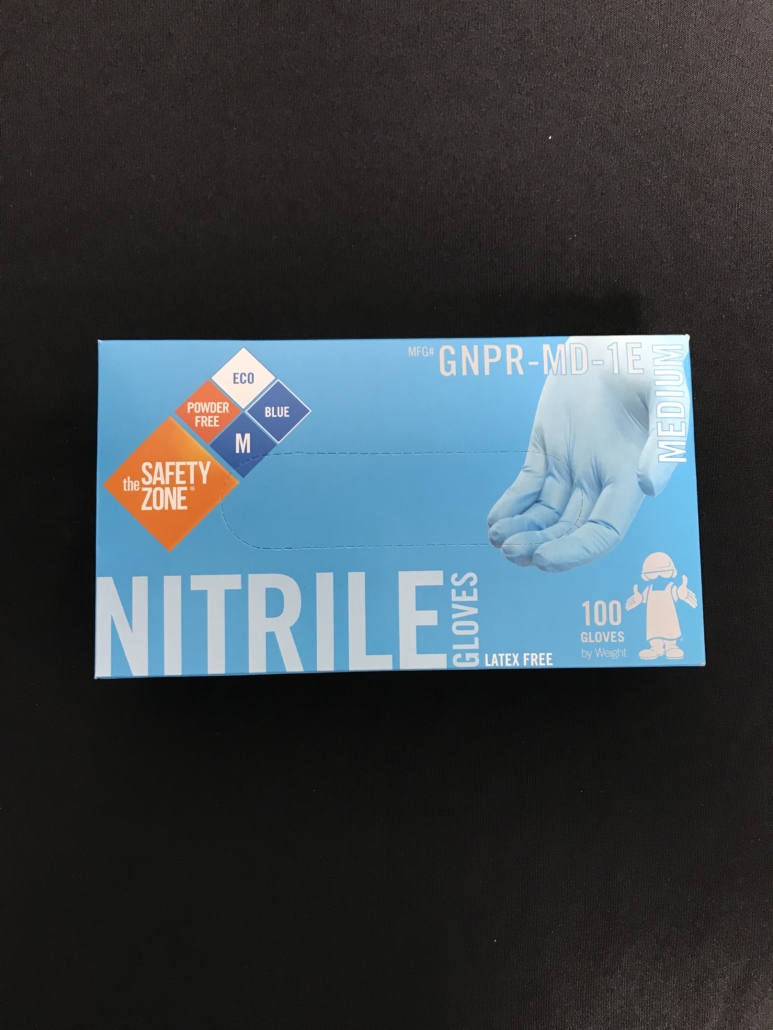 MFG# GNPR-MD-1E
MEDIUM
ECO
POWDER
FREE
BLUE
M
the SAFETY
ZONE®
NITRILE
GLOVES
LATEX FREE
100
GLOVES
by Weight